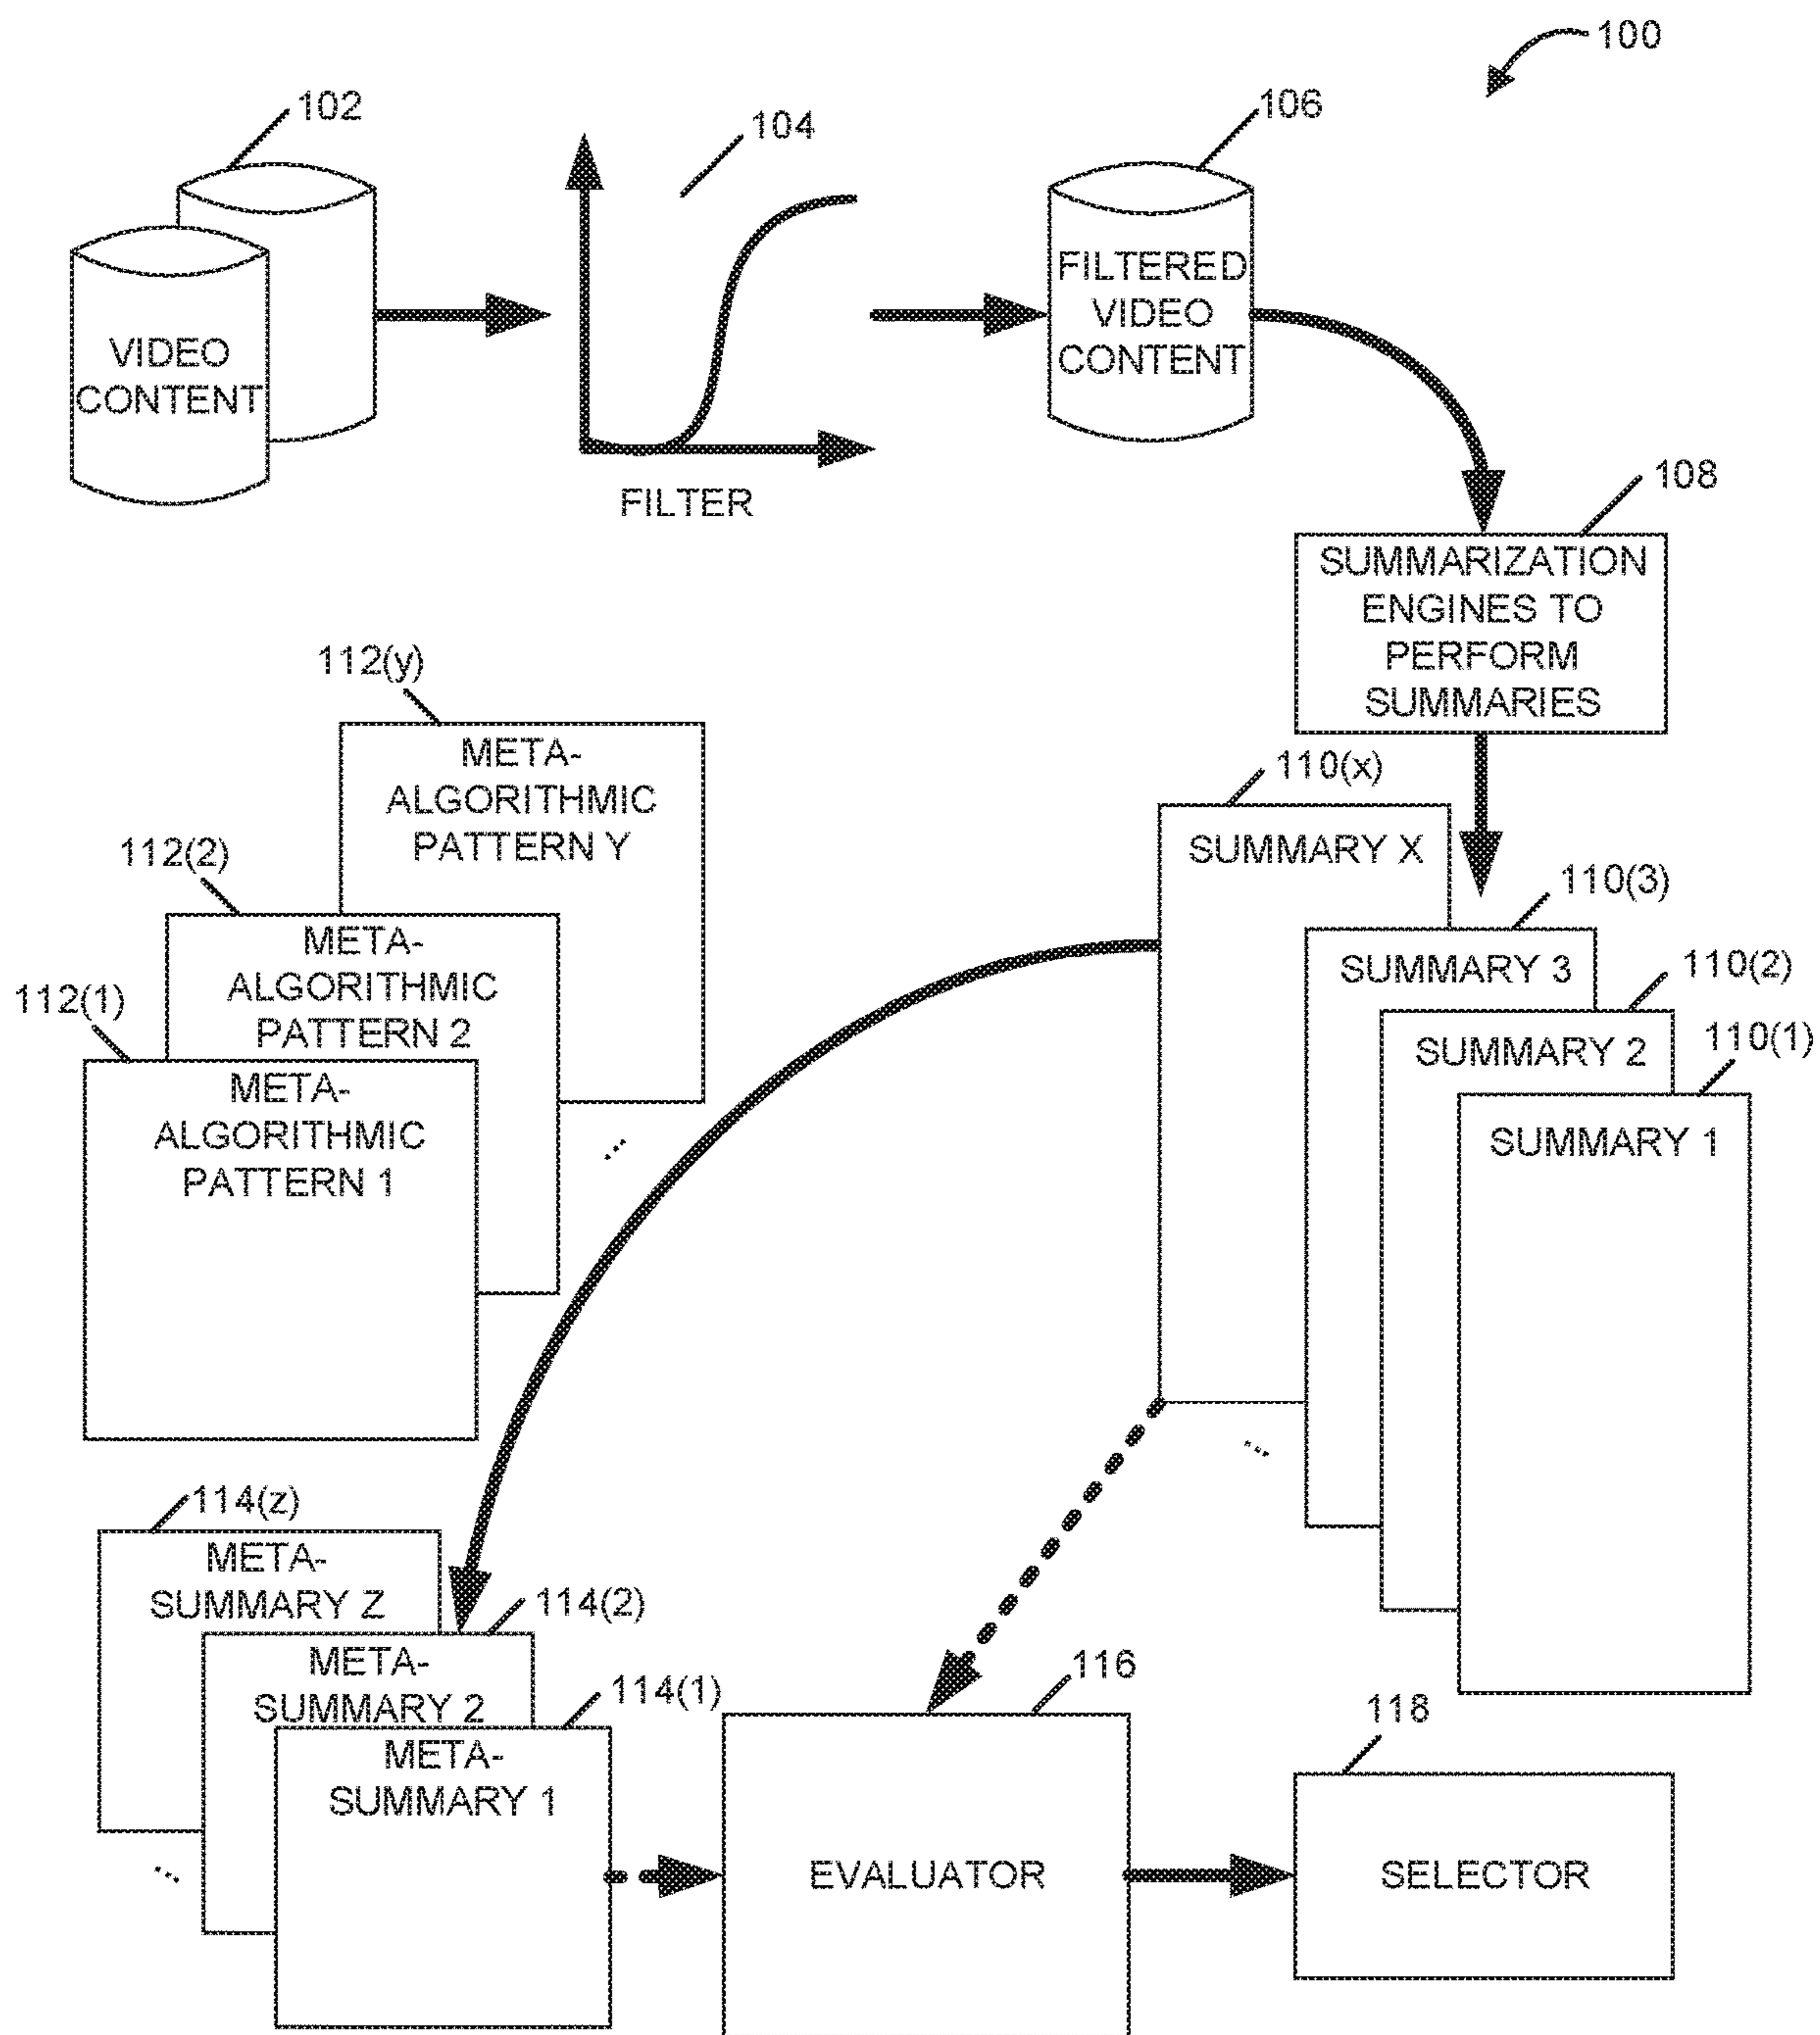 100
102
104
106
VIDEO
CONTENT
FILTER
FILTERED
VIDEO
CONTENT
108
SUMMARIZATION
ENGINES TO
PERFORM
SUMMARIES
112(y)
META-
ALGORITHMIC
PATTERN Y
112(2)
META-
ALGORITHMIC
PATTERN 2
112(1)
META-
ALGORITHMIC
PATTERN 1
...
110(x)
SUMMARY X
110(3)
SUMMARY 3
110(2)
SUMMARY 2
110(1)
SUMMARY 1
...
114(z)
META-
SUMMARY Z
114(2)
META-
SUMMARY 2
114(1)
META-
SUMMARY 1
...
116
EVALUATOR
118
SELECTOR